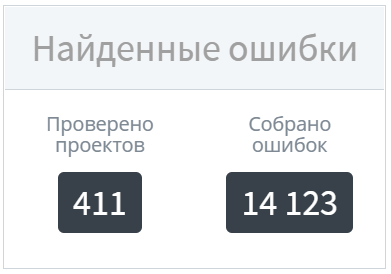 Найденные ошибки
Проверено
проектов
411
Собрано
ошибок
14 123